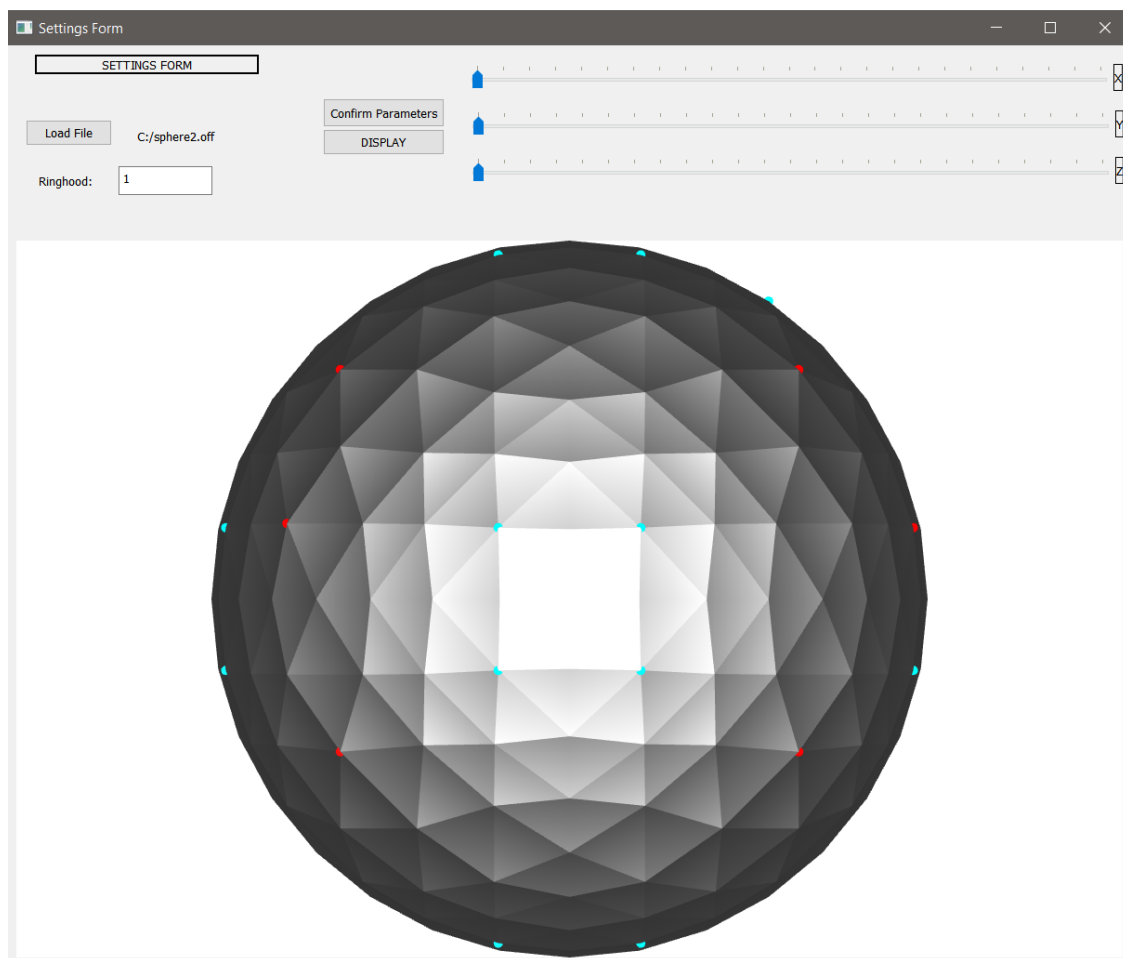 Settings Form
SETTINGS FORM
X
Confirm Parameters
Y
Load File
C:/sphere2.off
DISPLAY
Z
Ringhood:
1